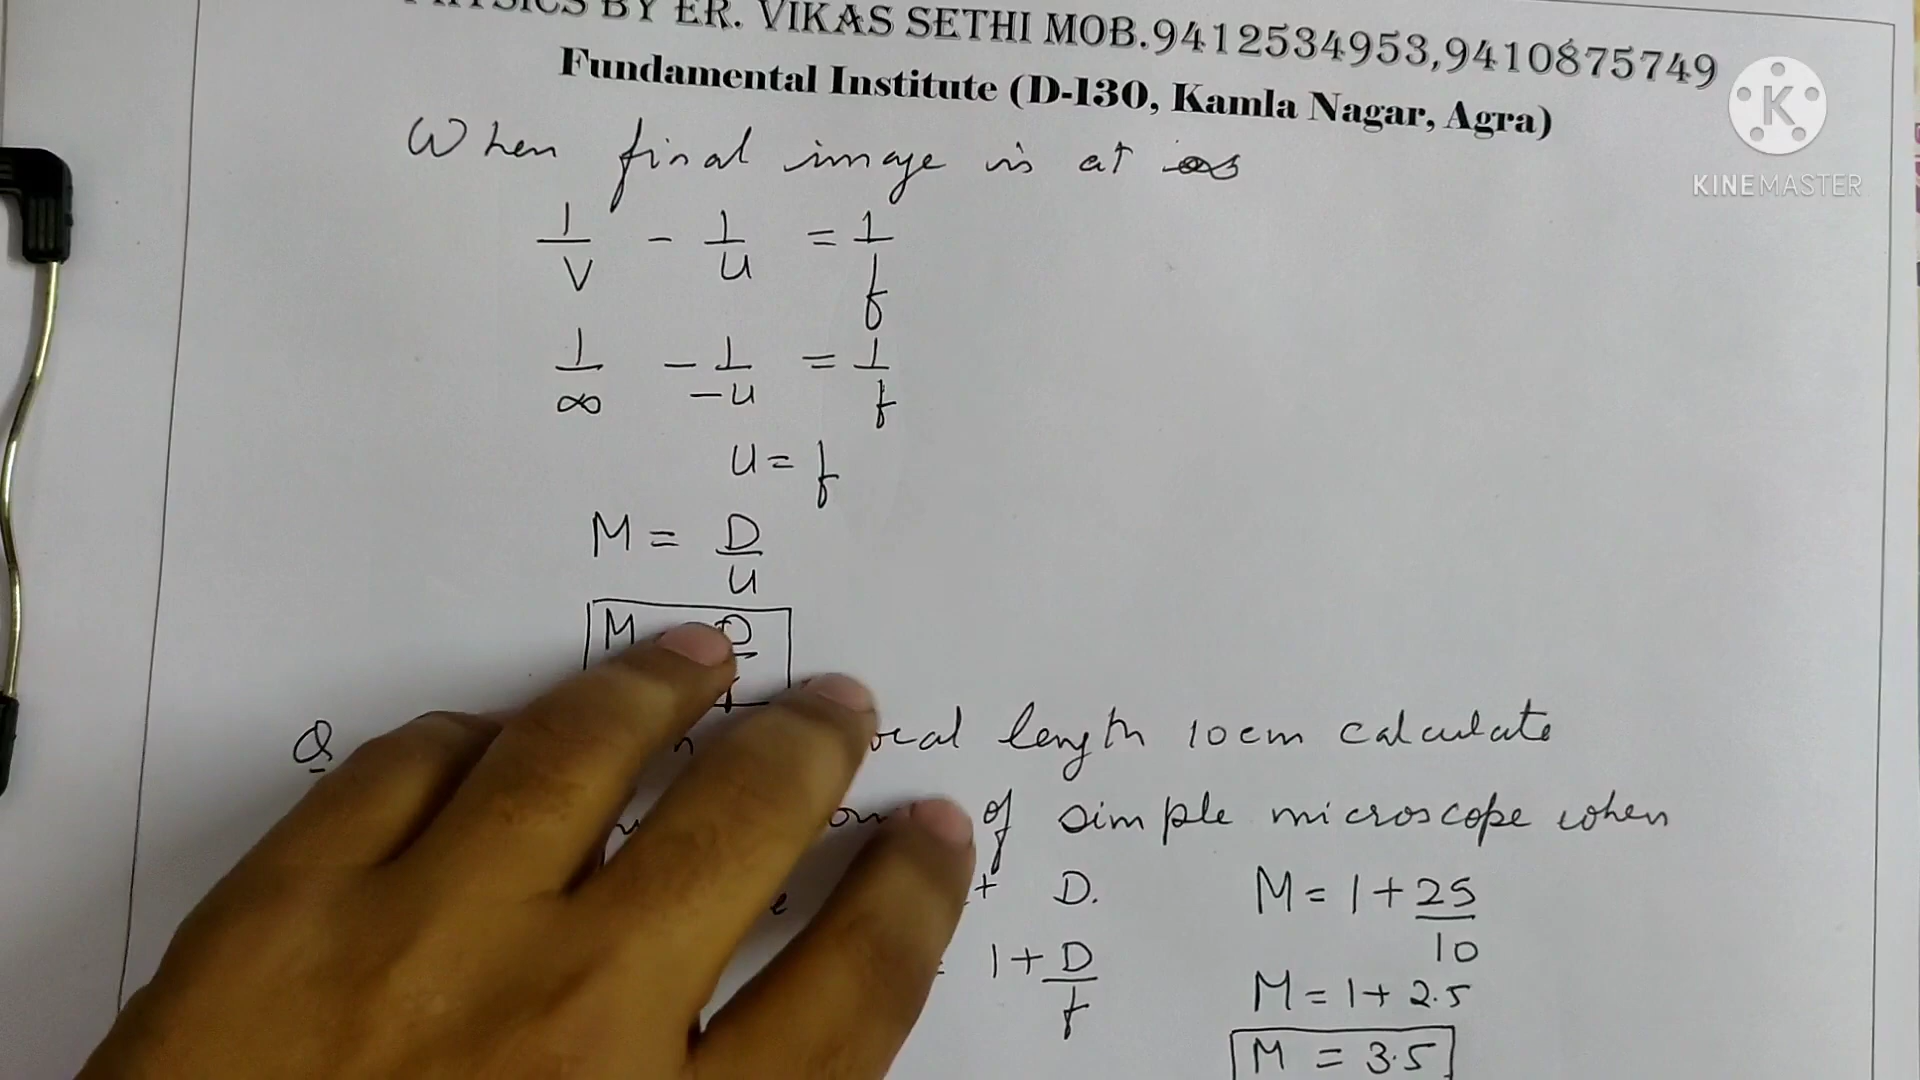 PHYSICS BY ER. VIKAS SETHI MOB.9412534953,9410875749
Fundamental Institute (D-130, Kamla Nagar, Agra)
KINEMASTER
When final image is at ∞
1/V - 1/u = 1/f
1/∞ - 1/-u = 1/f
u = f
M = D/u
M D
Q length 10cm calculate
of simple microscope when
D.
1 + D/f
M = 1 + 25/10
M = 1 + 2.5
M = 3.5